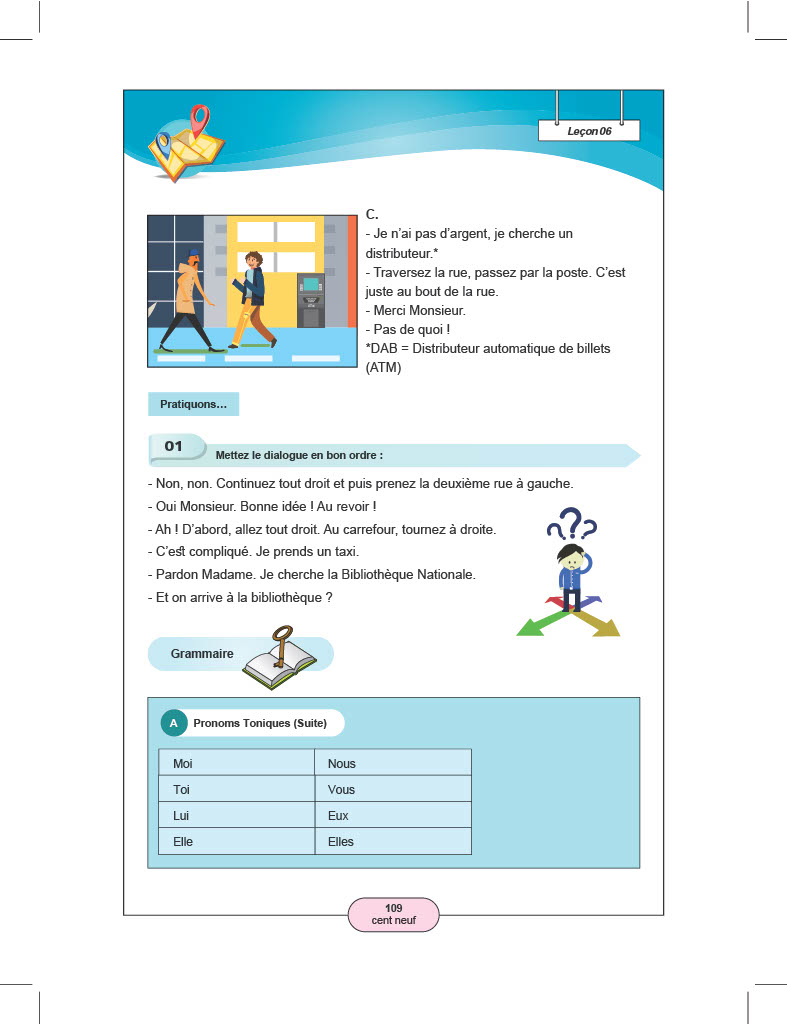 Leçon 06
C.
- Je n’ai pas d’argent, je cherche un
distributeur.*
- Traversez la rue, passez par la poste. C’est
juste au bout de la rue.
- Merci Monsieur.
- Pas de quoi !
*DAB = Distributeur automatique de billets
(ATM)
Pratiquons…
01
Mettez le dialogue en bon ordre :
- Non, non. Continuez tout droit et puis prenez la deuxième rue à gauche.
- Oui Monsieur. Bonne idée ! Au revoir !
- Ah ! D’abord, allez tout droit. Au carrefour, tournez à droite.
- C’est compliqué. Je prends un taxi.
- Pardon Madame. Je cherche la Bibliothèque Nationale.
- Et on arrive à la bibliothèque ?
Grammaire
A Pronoms Toniques (Suite)
Moi Nous
Toi Vous
Lui Eux
Elle Elles
109
cent neuf